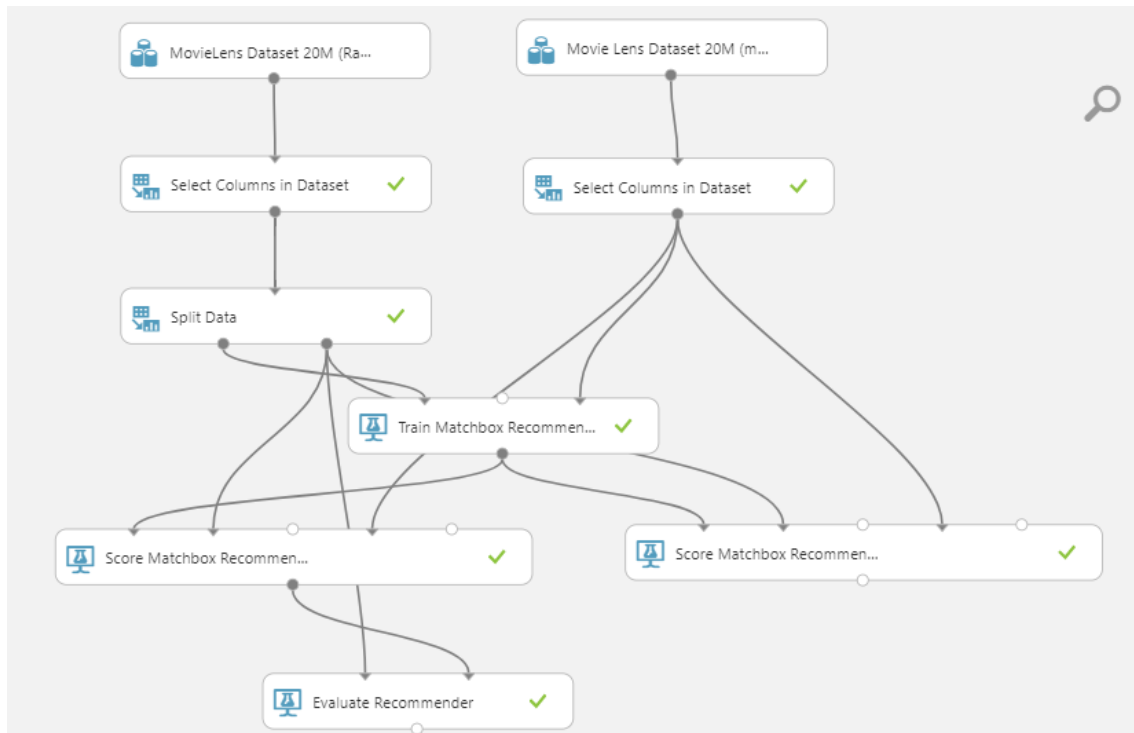 MovieLens Dataset 20M (Ra...
Movie Lens Dataset 20M (m...
Select Columns in Dataset
Select Columns in Dataset
Split Data
Train Matchbox Recommen...
Score Matchbox Recommen...
Score Matchbox Recommen...
Evaluate Recommender